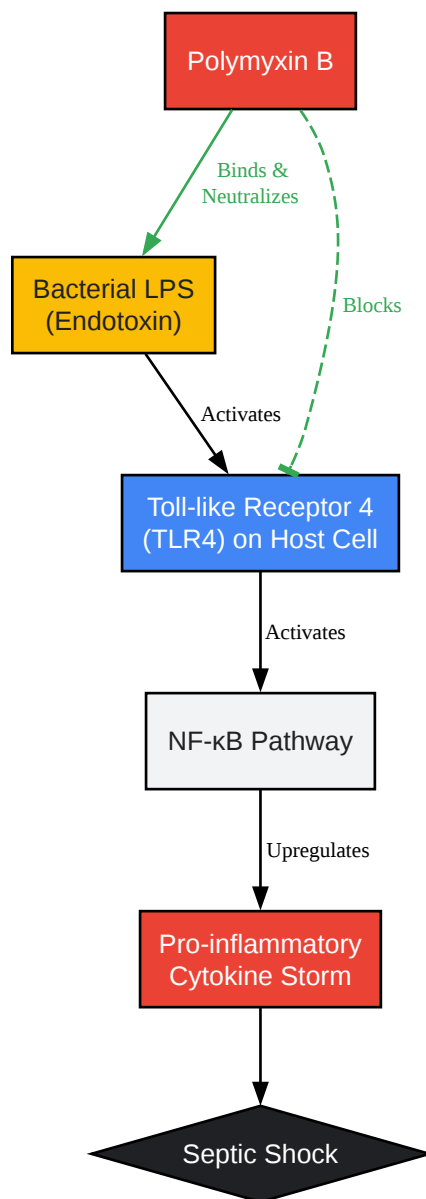 Polymyxin B
Binds &
Neutralizes
Bacterial LPS
(Endotoxin)
Blocks
Activates
Toll-like Receptor 4
(TLR4) on Host Cell
Activates
NF-κB Pathway
Upregulates
Pro-inflammatory
Cytokine Storm
Septic Shock